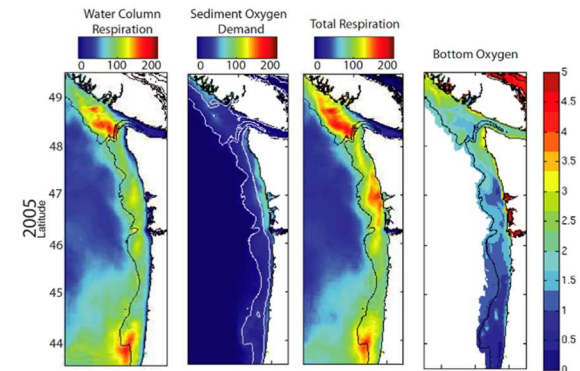 Water Column
Respiration
Sediment Oxygen
Demand
Total Respiration
Bottom Oxygen
0 100 200
0 100 200
0 100 200
49
48
47
46
45
44
2005
Latitude
5
4.5
4
3.5
3
2.5
2
1.5
1
0.5
0